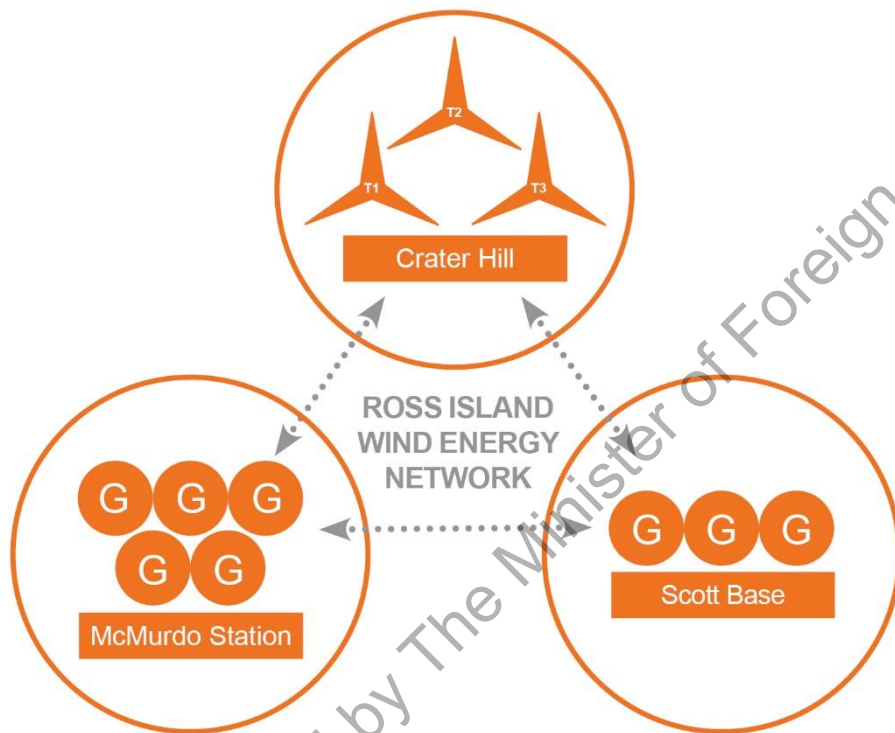 T2
T1
T3
Crater Hill
ROSS ISLAND
WIND ENERGY
NETWORK
G G G
G G
McMurdo Station
G G G
Scott Base
by The Minister of Foreign